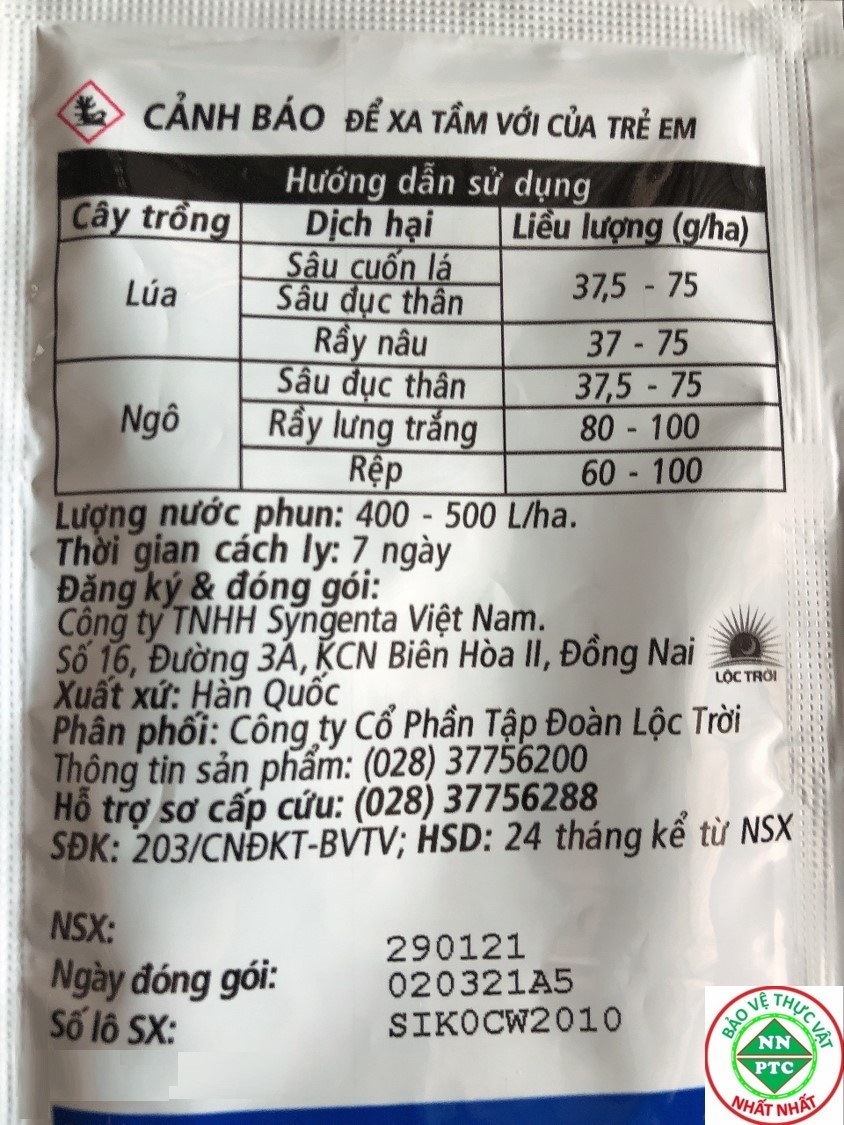 CẢNH BÁO ĐỂ XA TẦM VỚI CỦA TRẺ EM
Hướng dẫn sử dụng
Cây trồng Dịch hại Liều lượng (g/ha)
Lúa Sâu cuốn lá 37,5 - 75
Sâu đục thân
Rầy nâu 37 - 75
Ngô Sâu đục thân 37,5 - 75
Rầy lưng trắng 80 - 100
Rệp 60 - 100
Lượng nước phun: 400 - 500 L/ha.
Thời gian cách ly: 7 ngày
Đăng ký & đóng gói:
Công ty TNHH Syngenta Việt Nam.
Số 16, Đường 3A, KCN Biên Hòa II, Đồng Nai
LỘC TRỜI
Xuất xứ: Hàn Quốc
Phân phối: Công ty Cổ Phần Tập Đoàn Lộc Trời
Thông tin sản phẩm: (028) 37756200
Hỗ trợ sơ cấp cứu: (028) 37756288
SĐK: 203/CNĐKT-BVTV; HSD: 24 tháng kể từ NSX
NSX: 290121
Ngày đóng gói: 020321A5
Số lô SX: SIK0CW2010
BẢO VỆ THỰC VẬT
NN
PTC
NHẤT NHẤT